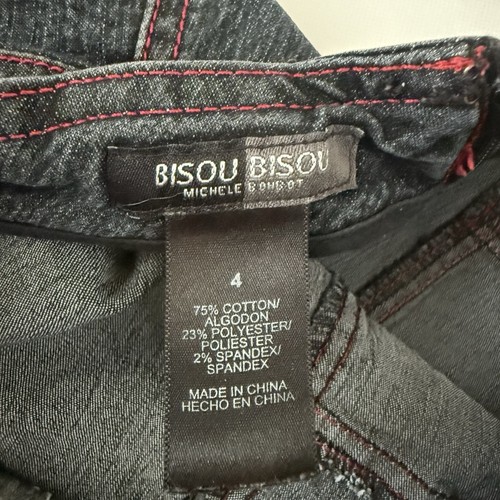 BISOU BISOU
MICHELE BOHBOT
4
75% COTTON/
ALGODON
23% POLYESTER/
POLIESTER
2% SPANDEX/
SPANDEX
MADE IN CHINA
HECHO EN CHINA